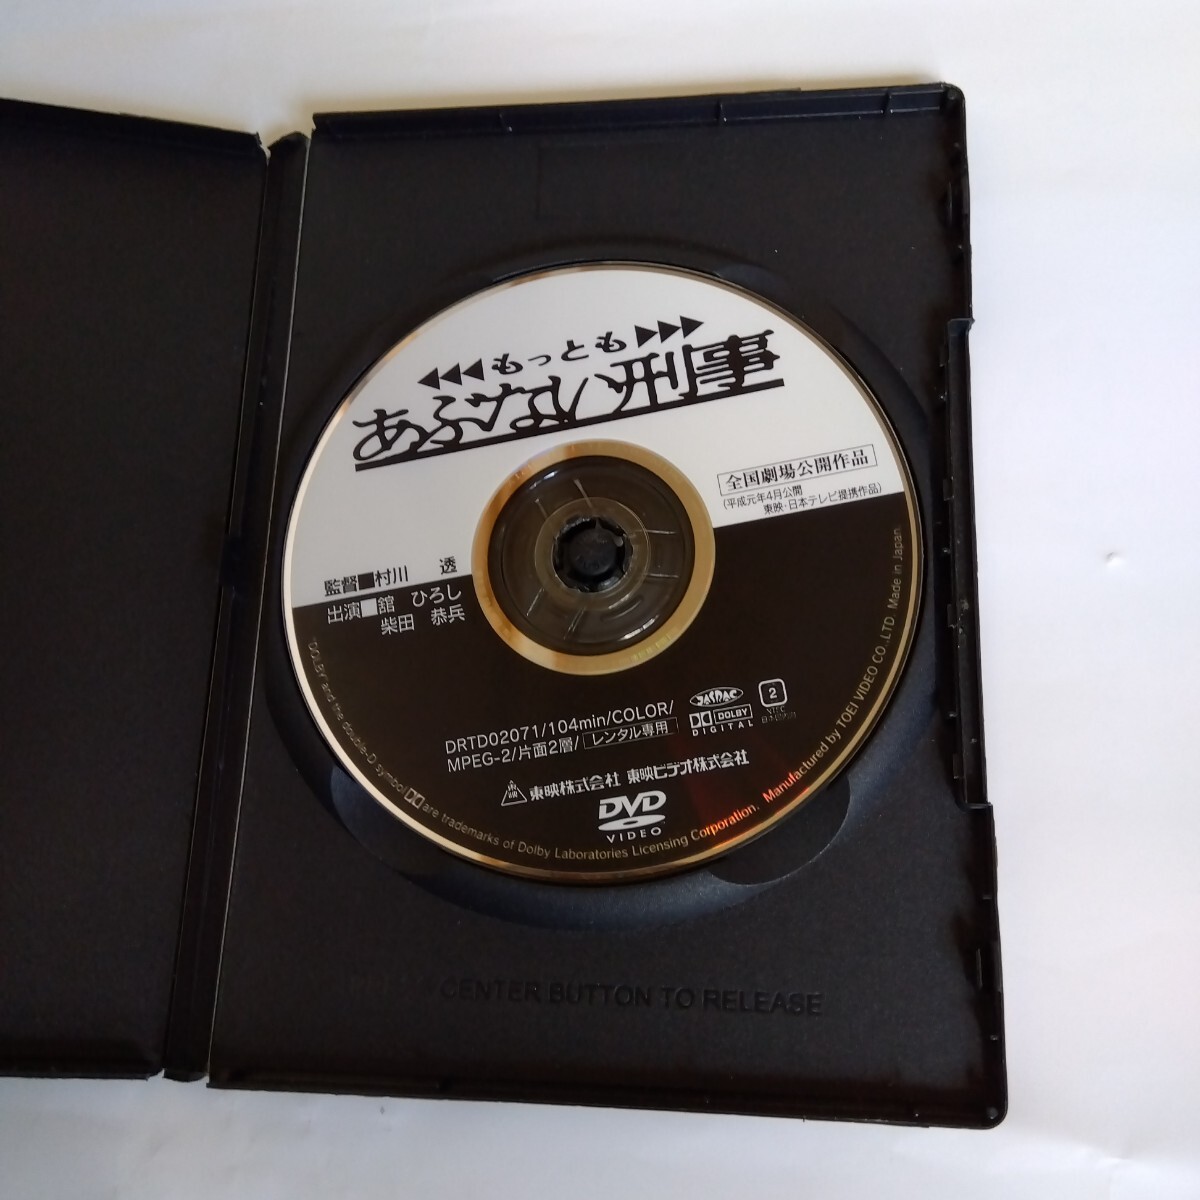 ◀◀◀もっとも▶▶▶
あぶない刑事
全国劇場公開作品
(平成元年4月公開
東映・日本テレビ提携作品)
監督■村川 透
出演■舘 ひろし
柴田 恭兵
DRTD02071/104min/COLOR/
MPEG-2/片面2層/レンタル専用
JASRAC
DOLBY
DIGITAL
2
東映株式会社 東映ビデオ株式会社
DVD
VIDEO
"DOLBY and the double-D symbol are trademarks of Dolby Laboratories Licensing Corporation. Manufactured by TOEI VIDEO CO.,LTD. Made in Japan.
CENTER BUTTON TO RELEASE